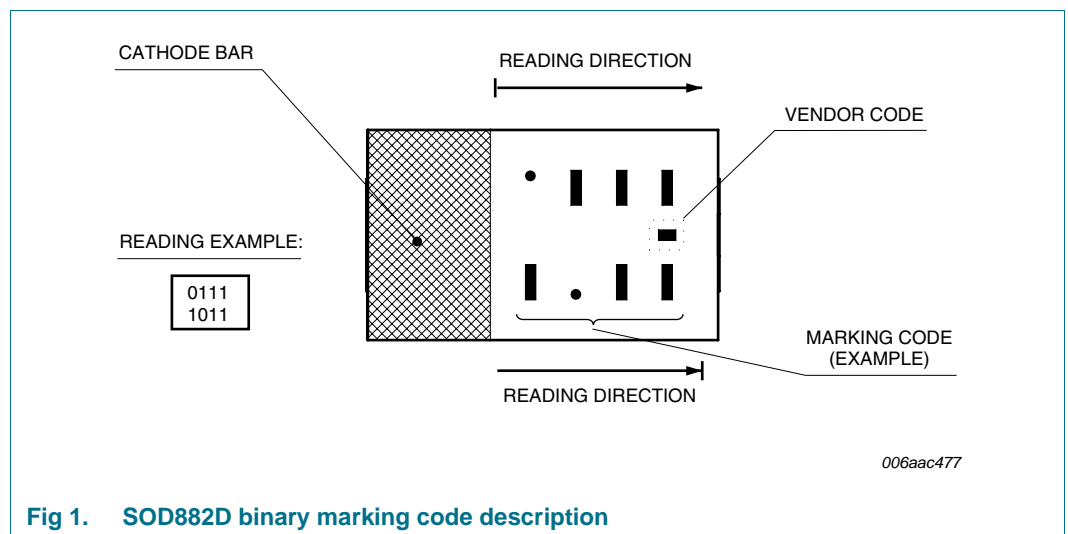 CATHODE BAR
READING DIRECTION
VENDOR CODE
READING EXAMPLE:
0111
1011
MARKING CODE
(EXAMPLE)
READING DIRECTION
006aac477
Fig 1. SOD882D binary marking code description